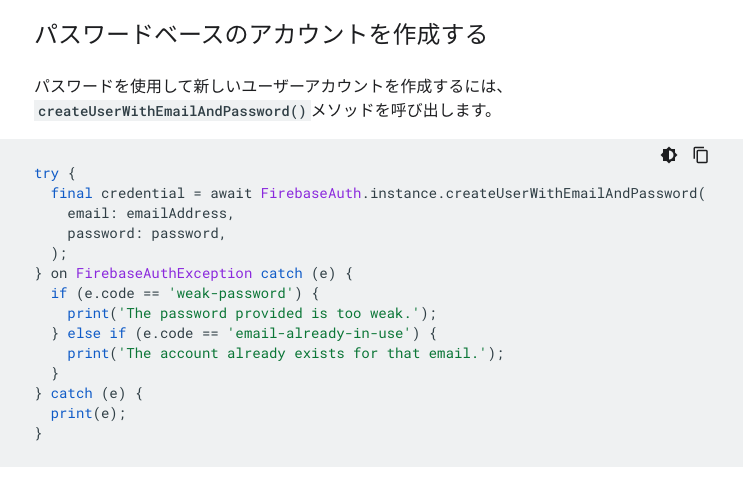 パスワードベースのアカウントを作成する
パスワードを使用して新しいユーザーアカウントを作成するには、
createUserWithEmailAndPassword() メソッドを呼び出します。
try {
  final credential = await FirebaseAuth.instance.createUserWithEmailAndPassword(
    email: emailAddress,
    password: password,
  );
} on FirebaseAuthException catch (e) {
  if (e.code == 'weak-password') {
    print('The password provided is too weak.');
  } else if (e.code == 'email-already-in-use') {
    print('The account already exists for that email.');
  }
} catch (e) {
  print(e);
}